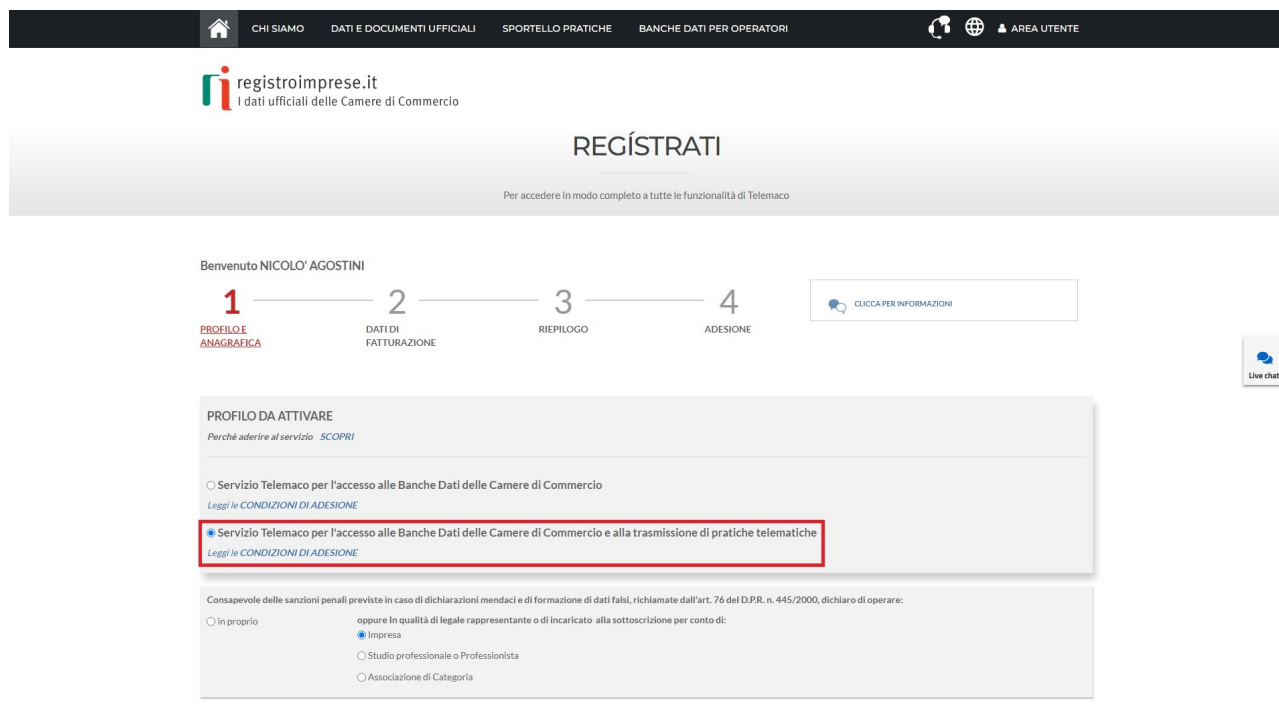 CHI SIAMO DATI E DOCUMENTI UFFICIALI SPORTELLO PRATICHE BANCHE DATI PER OPERATORI AREA UTENTE
ri registroimprese.it
I dati ufficiali delle Camere di Commercio
REGÍSTRATI
Per accedere in modo completo a tutte le funzionalità di Telemaco
Benvenuto NICOLO' AGOSTINI
1 2 3 4
CLICCA PER INFORMAZIONI
PROFILO E ANAGRAFICA
DATI DI FATTURAZIONE
RIEPILOGO
ADESIONE
Live chat
PROFILO DA ATTIVARE
Perchè aderire al servizio SCOPRI
Servizio Telemaco per l'accesso alle Banche Dati delle Camere di Commercio
Leggi le CONDIZIONI DI ADESIONE
Servizio Telemaco per l'accesso alle Banche Dati delle Camere di Commercio e alla trasmissione di pratiche telematiche
Leggi le CONDIZIONI DI ADESIONE
Consapevole delle sanzioni penali previste in caso di dichiarazioni mendaci e di formazione di dati falsi, richiamate dall'art. 76 del D.P.R. n. 445/2000, dichiaro di operare:
in proprio
oppure In qualità di legale rappresentante o di incaricato alla sottoscrizione per conto di:
Impresa
Studio professionale o Professionista
Associazione di Categoria